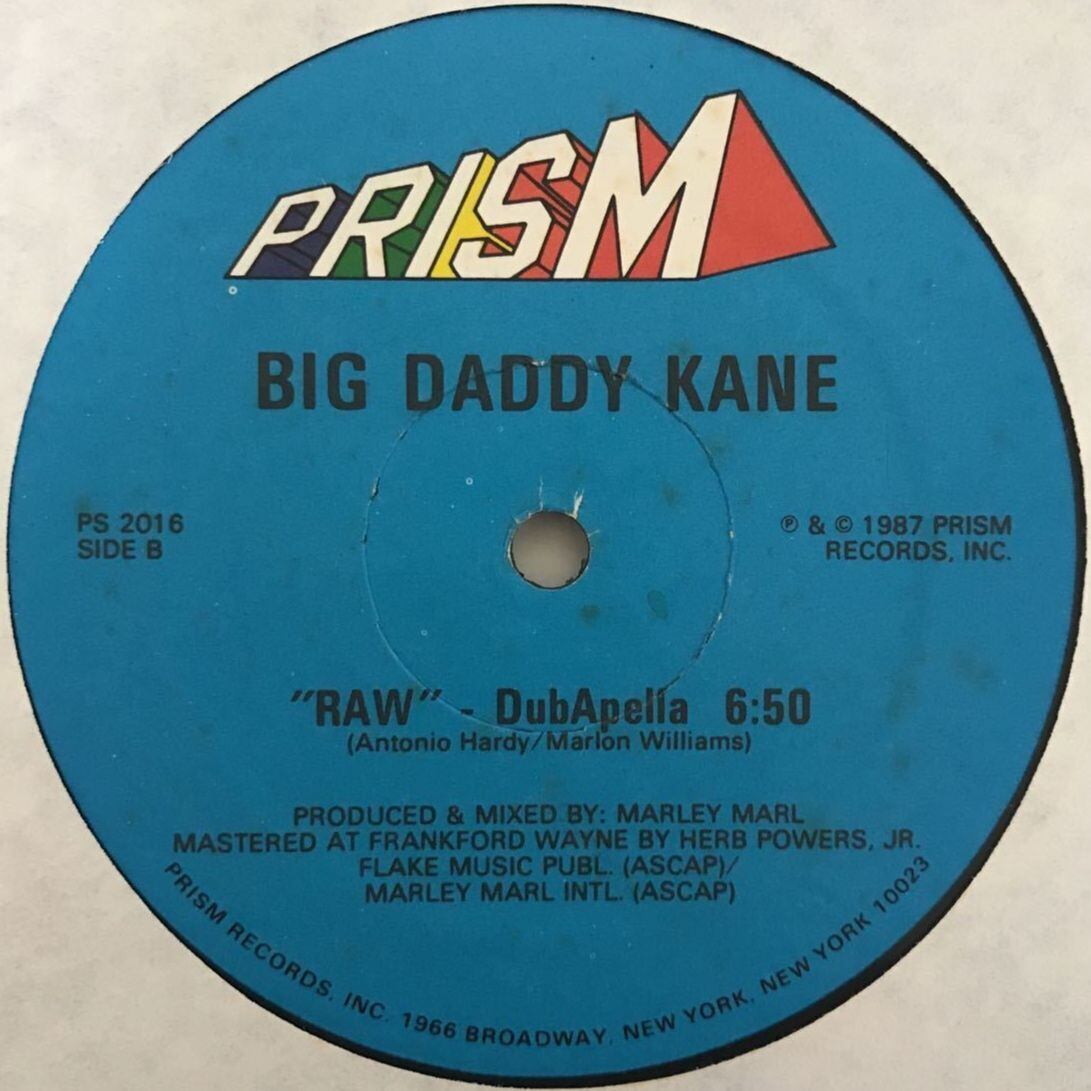 PRISM
BIG DADDY KANE
PS 2016
SIDE B
℗ & © 1987 PRISM
RECORDS, INC.
"RAW" - DubApella 6:50
(Antonio Hardy/Marlon Williams)
PRODUCED & MIXED BY: MARLEY MARL
MASTERED AT FRANKFORD WAYNE BY HERB POWERS, JR.
FLAKE MUSIC PUBL. (ASCAP)/
MARLEY MARL INTL. (ASCAP)
PRISM RECORDS, INC. 1966 BROADWAY, NEW YORK, NEW YORK 10023